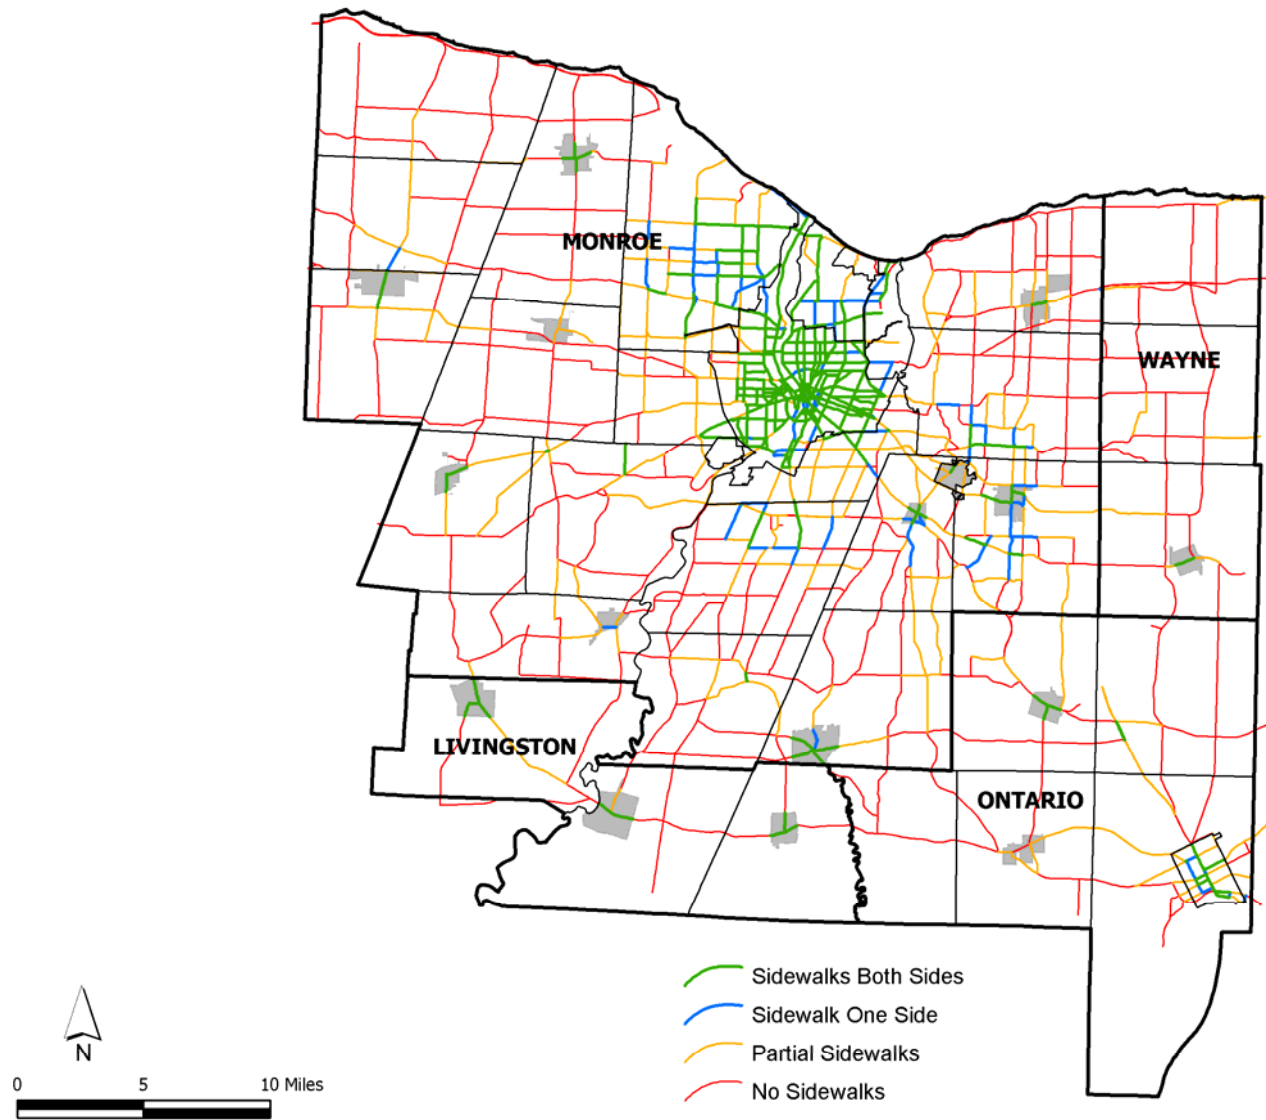 MONROE
WAYNE
LIVINGSTON
ONTARIO
Sidewalks Both Sides
Sidewalk One Side
Partial Sidewalks
No Sidewalks
N
0 5 10 Miles